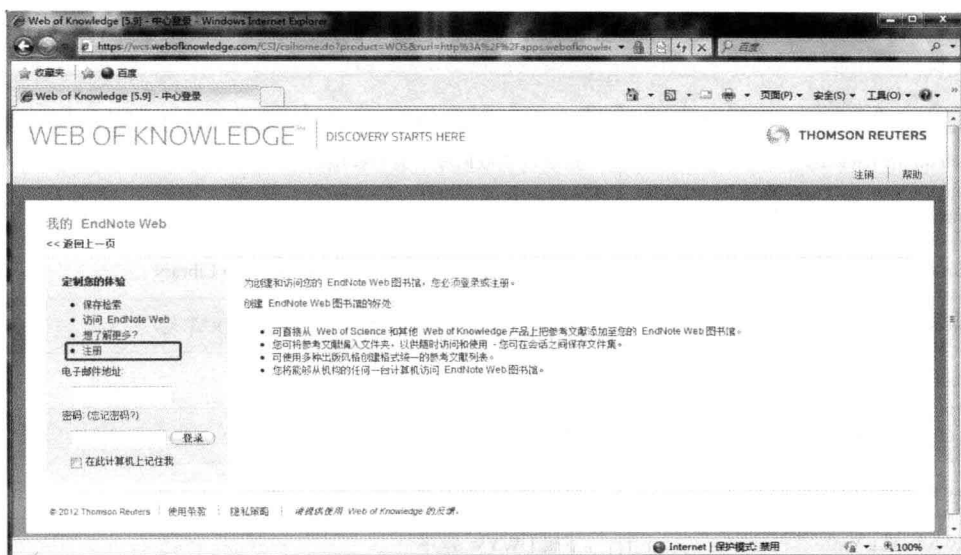 Web of Knowledge [5.9] - 中心登录 - Windows Internet Explorer
https://wcs.webofknowledge.com/CSI/csihome.do?product=WOS&rurl=http%3A%2F%2Fapps.webofknowlec
百度
收藏夹 百度
Web of Knowledge [5.9] - 中心登录
页面(P) 安全(S) 工具(O)
WEB OF KNOWLEDGE℠ DISCOVERY STARTS HERE
THOMSON REUTERS
注销 帮助
我的 EndNote Web
<< 返回上一页
定制您的体验
• 保存检索
• 访问 EndNote Web
• 想了解更多?
• 注册
电子邮件地址:
密码: (忘记密码?)
登录
在此计算机上记住我
为创建和访问您的 EndNote Web 图书馆,您必须登录或注册。
创建 EndNote Web 图书馆的好处:
• 可直接从 Web of Science 和其他 Web of Knowledge 产品上把参考文献添加至您的 EndNote Web 图书馆。
• 您可将参考文献编入文件夹,以供随时访问和使用 - 您可在会话之间保存文件集。
• 可使用多种出版风格创建格式统一的参考文献列表。
• 您将能够从机构的任何一台计算机访问 EndNote Web 图书馆。
© 2012 Thomson Reuters 使用条款 隐私策略 请提供使用 Web of Knowledge 的反馈。
Internet | 保护模式: 禁用 100%